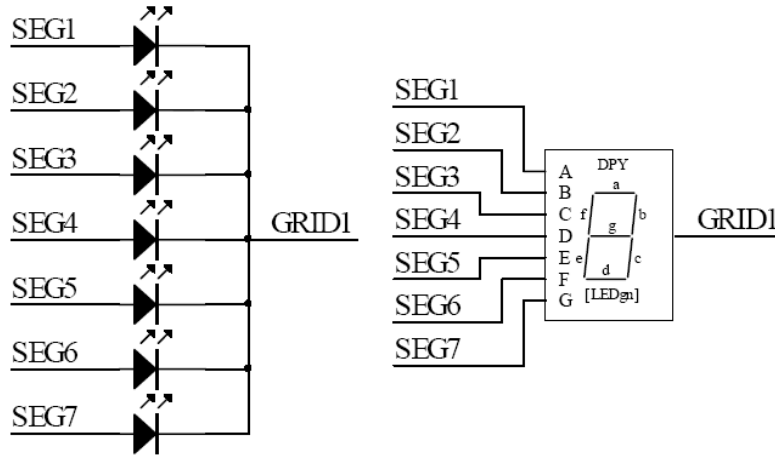 SEG1
SEG2
SEG3
SEG4
SEG5
SEG6
SEG7
GRID1
SEG1
SEG2
SEG3
SEG4
SEG5
SEG6
SEG7
A
B
C
D
E
F
G
DPY
a
f b
g
e c
d
[LEDgn]
GRID1